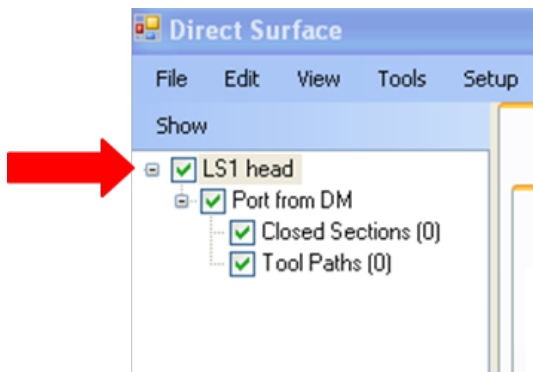 Direct Surface
File Edit View Tools Setup
Show
LS1 head
Port from DM
Closed Sections (0)
Tool Paths (0)